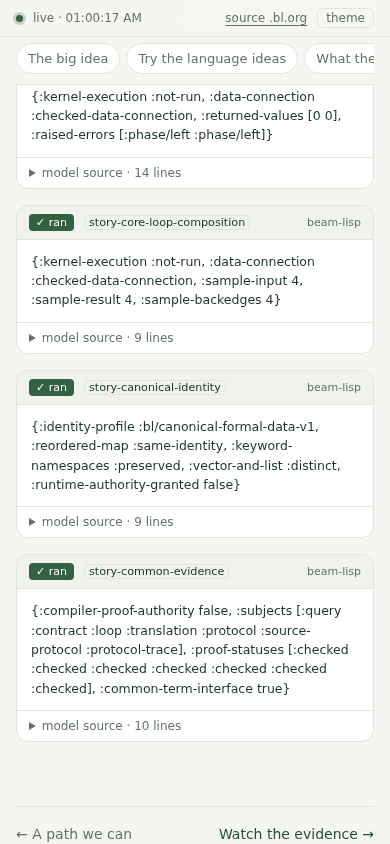 live · 01:00:17 AM source .bl.org theme
The big idea Try the language ideas What the
{:kernel-execution :not-run, :data-connection
:checked-data-connection, :returned-values [0 0],
:raised-errors [:phase/left :phase/left]}
▶ model source · 14 lines
✓ ran story-core-loop-composition beam-lisp
{:kernel-execution :not-run, :data-connection
:checked-data-connection, :sample-input 4,
:sample-result 4, :sample-backedges 4}
▶ model source · 9 lines
✓ ran story-canonical-identity beam-lisp
{:identity-profile :bl/canonical-formal-data-v1,
:reordered-map :same-identity, :keyword-
namespaces :preserved, :vector-and-list :distinct,
:runtime-authority-granted false}
▶ model source · 9 lines
✓ ran story-common-evidence beam-lisp
{:compiler-proof-authority false, :subjects [:query
:contract :loop :translation :protocol :source-
protocol :protocol-trace], :proof-statuses [:checked
:checked :checked :checked :checked :checked
:checked], :common-term-interface true}
▶ model source · 10 lines
← A path we can Watch the evidence →